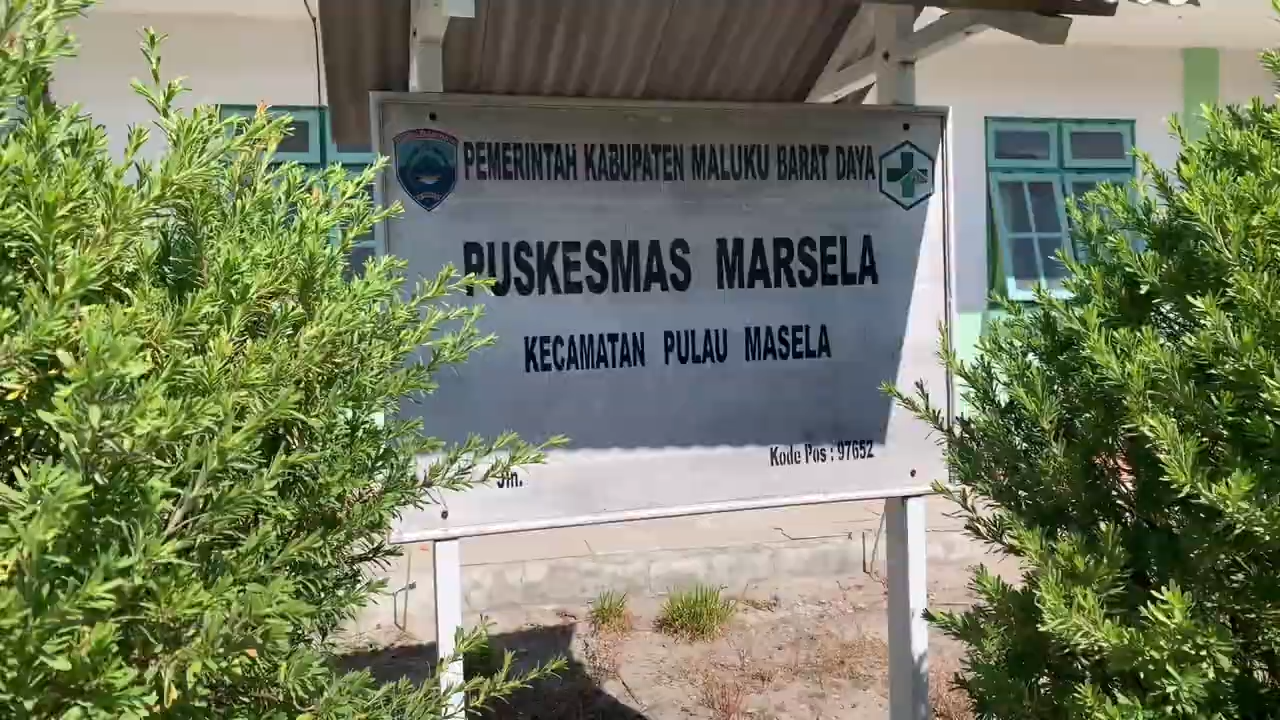 PEMERINTAH KABUPATEN MALUKU BARAT DAYA
PUSKESMAS MARSELA
KECAMATAN PULAU MASELA
Jln.
Kode Pos : 97652